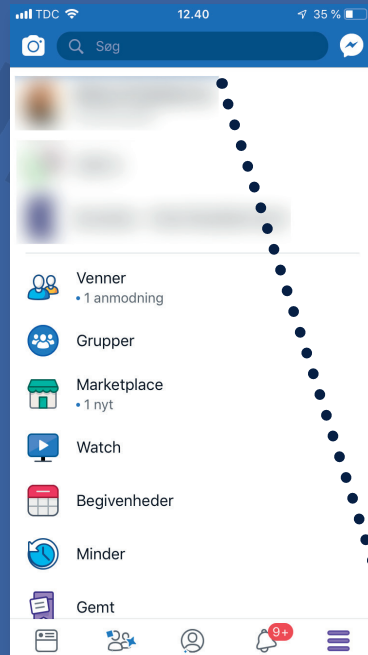 TDC 12.40 35 %
Søg
Venner
• 1 anmodning
Grupper
Marketplace
• 1 nyt
Watch
Begivenheder
Minder
Gemt
9+